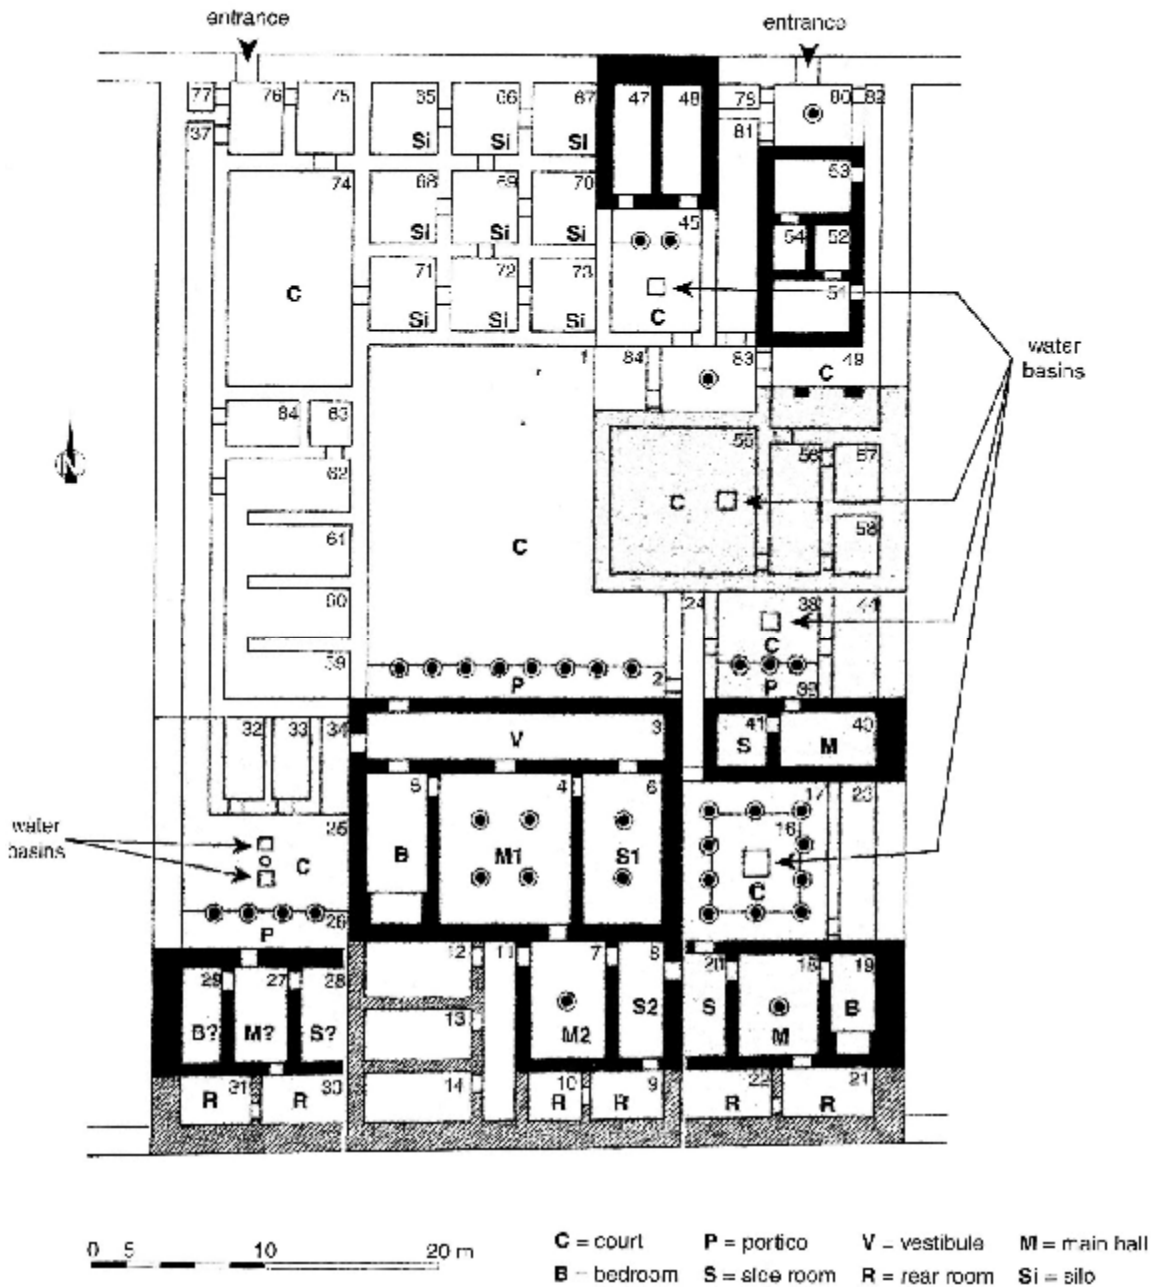 entrance entrance
77 76 75 65 66 67 47 48 79 80 82
37 Si Si Si 81
74 68 69 70 53
Si Si Si 45 54 52
71 72 73 51
C Si Si Si C
1 84 83 49
C
water
basins
64 63
55 56 57
62
C
61 58
C
60 24 38 44
C
59 P 2 P 39
32 33 34 3 41 40
V S M
5 4 6 17 23
water
basins
25 16
C B M1 S1 C
26
P
12 11 7 8 20 18 19
29 27 28
B? M? S? 13 M2 S2 S M B
31 30 14 10 9 22 21
R R R R R R
N
0 5 10 20 m
C = court P = portico V = vestibule M = main hall
B = bedroom S = side room R = rear room Si = silo